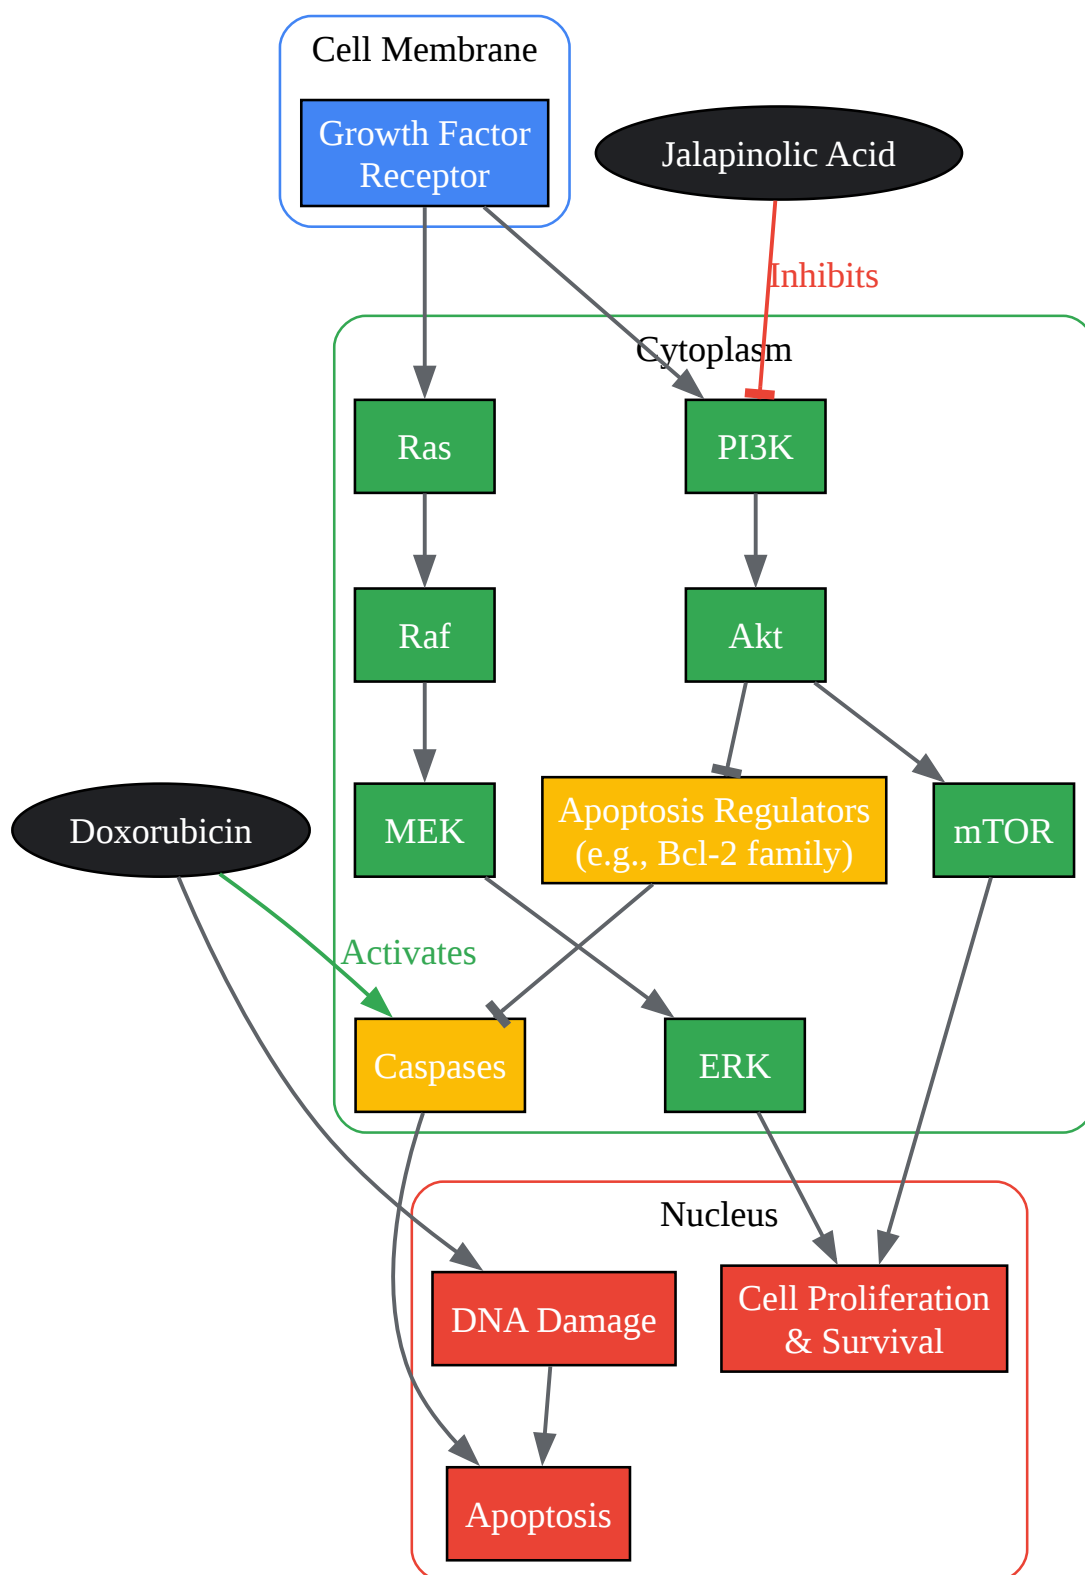 Cell Membrane
Growth Factor
Receptor
Jalapinolic Acid
Inhibits
Cytoplasm
Ras
PI3K
Raf
Akt
Doxorubicin
MEK
Apoptosis Regulators
(e.g., Bcl-2 family)
mTOR
Activates
Caspases
ERK
Nucleus
DNA Damage
Cell Proliferation
& Survival
Apoptosis